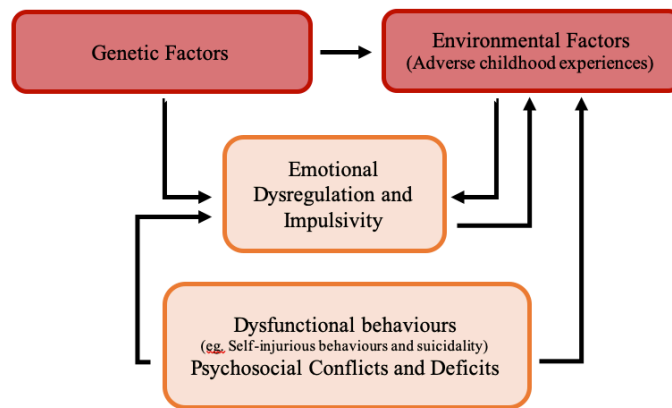 Genetic Factors
Environmental Factors
(Adverse childhood experiences)
Emotional
Dysregulation and
Impulsivity
Dysfunctional behaviours
(eg. Self-injurious behaviours and suicidality)
Psychosocial Conflicts and Deficits